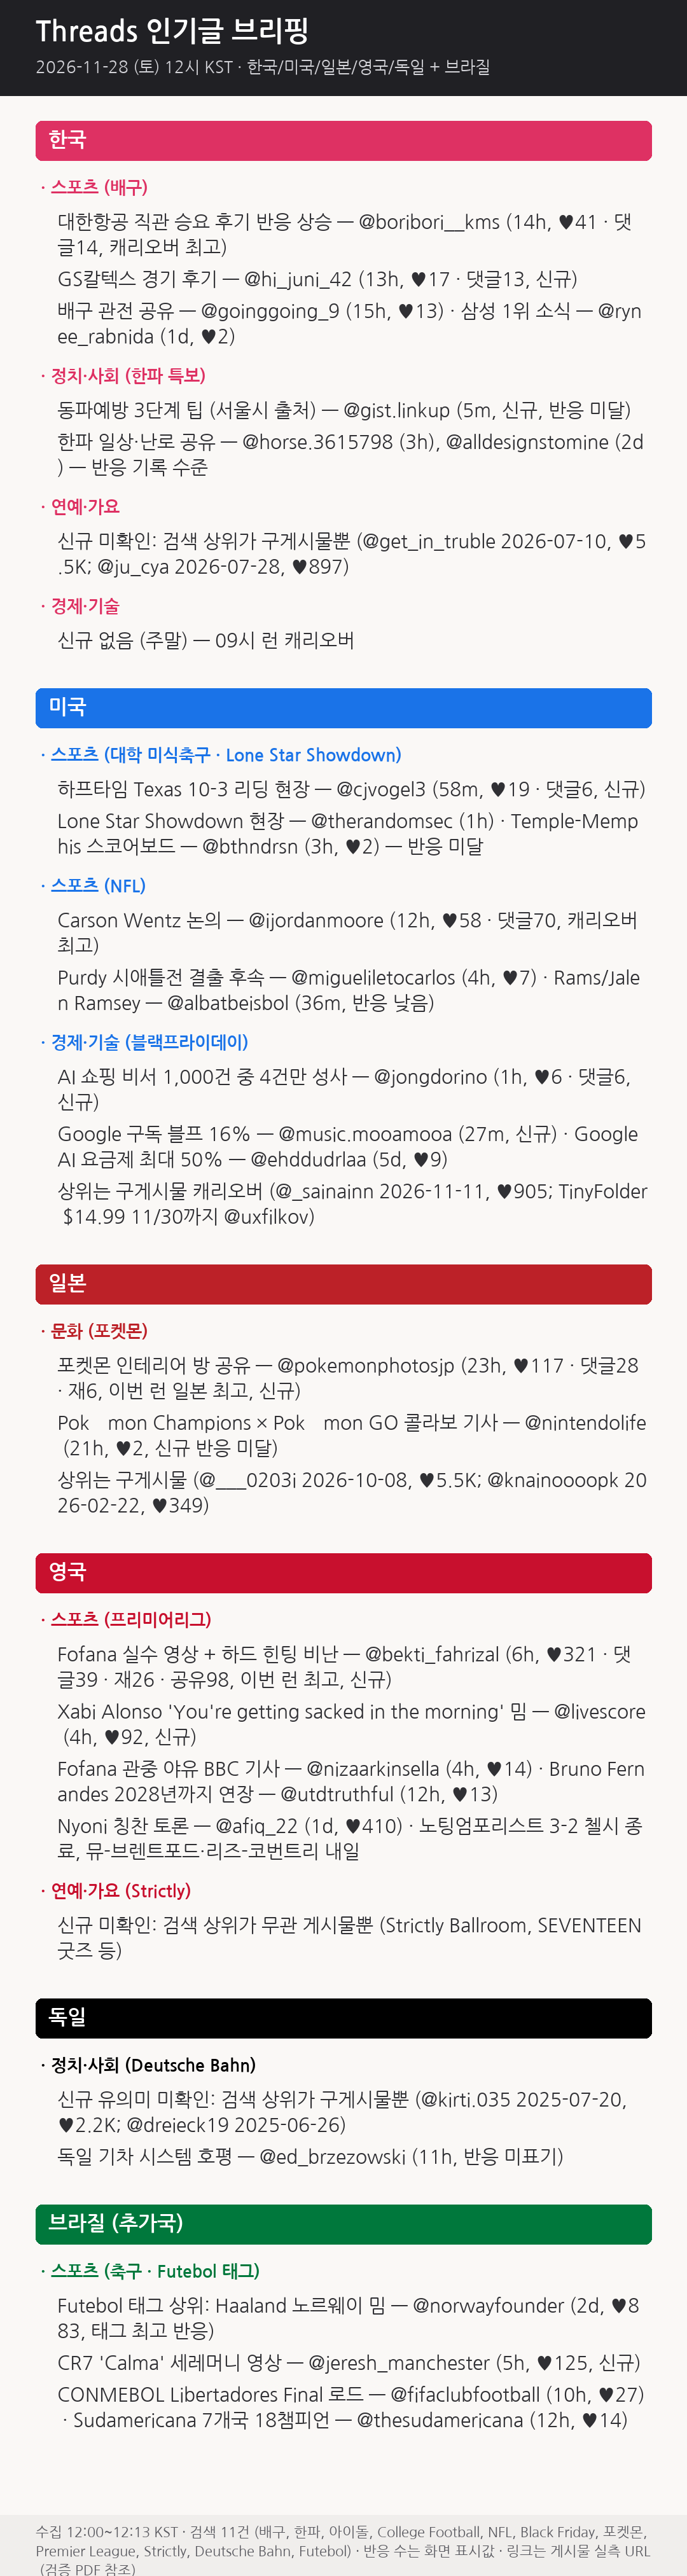 Threads 인기글 브리핑
2026-11-28 (토) 12시 KST · 한국/미국/일본/영국/독일 + 브라질
한국
· 스포츠 (배구)
대한항공 직관 승요 후기 반응 상승 — @boribori__kms (14h, ♥41 · 댓
글14, 캐리오버 최고)
GS칼텍스 경기 후기 — @hi_juni_42 (13h, ♥17 · 댓글13, 신규)
배구 관전 공유 — @goinggoing_9 (15h, ♥13) · 삼성 1위 소식 — @ryn
ee_rabnida (1d, ♥2)
· 정치·사회 (한파 특보)
동파예방 3단계 팁 (서울시 출처) — @gist.linkup (5m, 신규, 반응 미달)
한파 일상·난로 공유 — @horse.3615798 (3h), @alldesignstomine (2d
) — 반응 기록 수준
· 연예·가요
신규 미확인: 검색 상위가 구게시물뿐 (@get_in_truble 2026-07-10, ♥5
.5K; @ju_cya 2026-07-28, ♥897)
· 경제·기술
신규 없음 (주말) — 09시 런 캐리오버
미국
· 스포츠 (대학 미식축구 · Lone Star Showdown)
하프타임 Texas 10-3 리딩 현장 — @cjvogel3 (58m, ♥19 · 댓글6, 신규)
Lone Star Showdown 현장 — @therandomsec (1h) · Temple-Memp
his 스코어보드 — @bthndrsn (3h, ♥2) — 반응 미달
· 스포츠 (NFL)
Carson Wentz 논의 — @ijordanmoore (12h, ♥58 · 댓글70, 캐리오버
최고)
Purdy 시애틀전 결출 후속 — @migueliletocarlos (4h, ♥7) · Rams/Jale
n Ramsey — @albatbeisbol (36m, 반응 낮음)
· 경제·기술 (블랙프라이데이)
AI 쇼핑 비서 1,000건 중 4건만 성사 — @jongdorino (1h, ♥6 · 댓글6,
신규)
Google 구독 블프 16% — @music.mooamooa (27m, 신규) · Google
AI 요금제 최대 50% — @ehddudrlaa (5d, ♥9)
상위는 구게시물 캐리오버 (@_sainainn 2026-11-11, ♥905; TinyFolder
$14.99 11/30까지 @uxfilkov)
일본
· 문화 (포켓몬)
포켓몬 인테리어 방 공유 — @pokemonphotosjp (23h, ♥117 · 댓글28
· 재6, 이번 런 일본 최고, 신규)
Pok mon Champions × Pok mon GO 콜라보 기사 — @nintendolife
(21h, ♥2, 신규 반응 미달)
상위는 구게시물 (@___0203i 2026-10-08, ♥5.5K; @knainoooopk 20
26-02-22, ♥349)
영국
· 스포츠 (프리미어리그)
Fofana 실수 영상 + 하드 힌팅 비난 — @bekti_fahrizal (6h, ♥321 · 댓
글39 · 재26 · 공유98, 이번 런 최고, 신규)
Xabi Alonso 'You're getting sacked in the morning' 밈 — @livescore
(4h, ♥92, 신규)
Fofana 관중 야유 BBC 기사 — @nizaarkinsella (4h, ♥14) · Bruno Fern
andes 2028년까지 연장 — @utdtruthful (12h, ♥13)
Nyoni 칭찬 토론 — @afiq_22 (1d, ♥410) · 노팅엄포리스트 3-2 첼시 종
료, 뮤-브렌트포드·리즈-코번트리 내일
· 연예·가요 (Strictly)
신규 미확인: 검색 상위가 무관 게시물뿐 (Strictly Ballroom, SEVENTEEN
굿즈 등)
독일
· 정치·사회 (Deutsche Bahn)
신규 유의미 미확인: 검색 상위가 구게시물뿐 (@kirti.035 2025-07-20,
♥2.2K; @dreieck19 2025-06-26)
독일 기차 시스템 호평 — @ed_brzezowski (11h, 반응 미표기)
브라질 (추가국)
· 스포츠 (축구 · Futebol 태그)
Futebol 태그 상위: Haaland 노르웨이 밈 — @norwayfounder (2d, ♥8
83, 태그 최고 반응)
CR7 'Calma' 세레머니 영상 — @jeresh_manchester (5h, ♥125, 신규)
CONMEBOL Libertadores Final 로드 — @fifaclubfootball (10h, ♥27)
· Sudamericana 7개국 18챔피언 — @thesudamericana (12h, ♥14)
수집 12:00~12:13 KST · 검색 11건 (배구, 한파, 아이돌, College Football, NFL, Black Friday, 포켓몬,
Premier League, Strictly, Deutsche Bahn, Futebol) · 반응 수는 화면 표시값 · 링크는 게시물 실측 URL
(검증 PDF 참조)